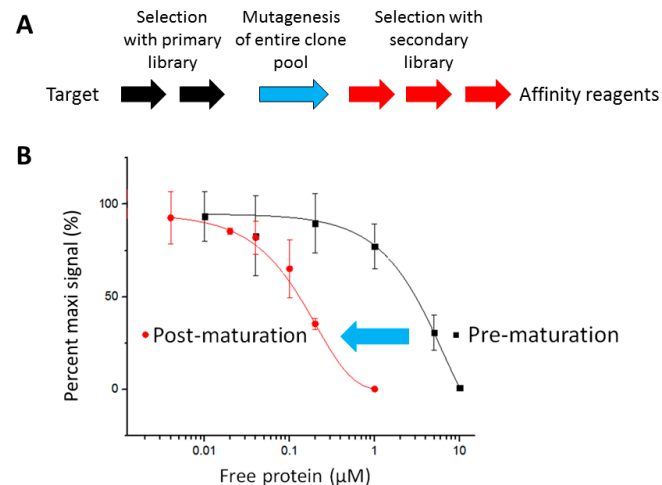 A
Selection
with primary
library
Mutagenesis
of entire clone
pool
Selection with
secondary
library
Target
Affinity reagents
B
Percent maxi signal (%)
100
50
0
Post-maturation
Pre-maturation
0.01
0.1
1
10
Free protein (µM)